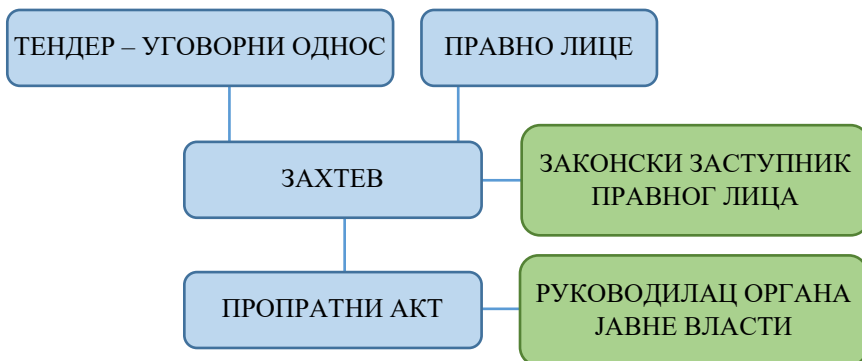 ТЕНДЕР – УГОВОРНИ ОДНОС
ПРАВНО ЛИЦЕ
ЗАХТЕВ
ЗАКОНСКИ ЗАСТУПНИК
ПРАВНОГ ЛИЦА
ПРОПРАТНИ АКТ
РУКОВОДИЛАЦ ОРГАНА
ЈАВНЕ ВЛАСТИ